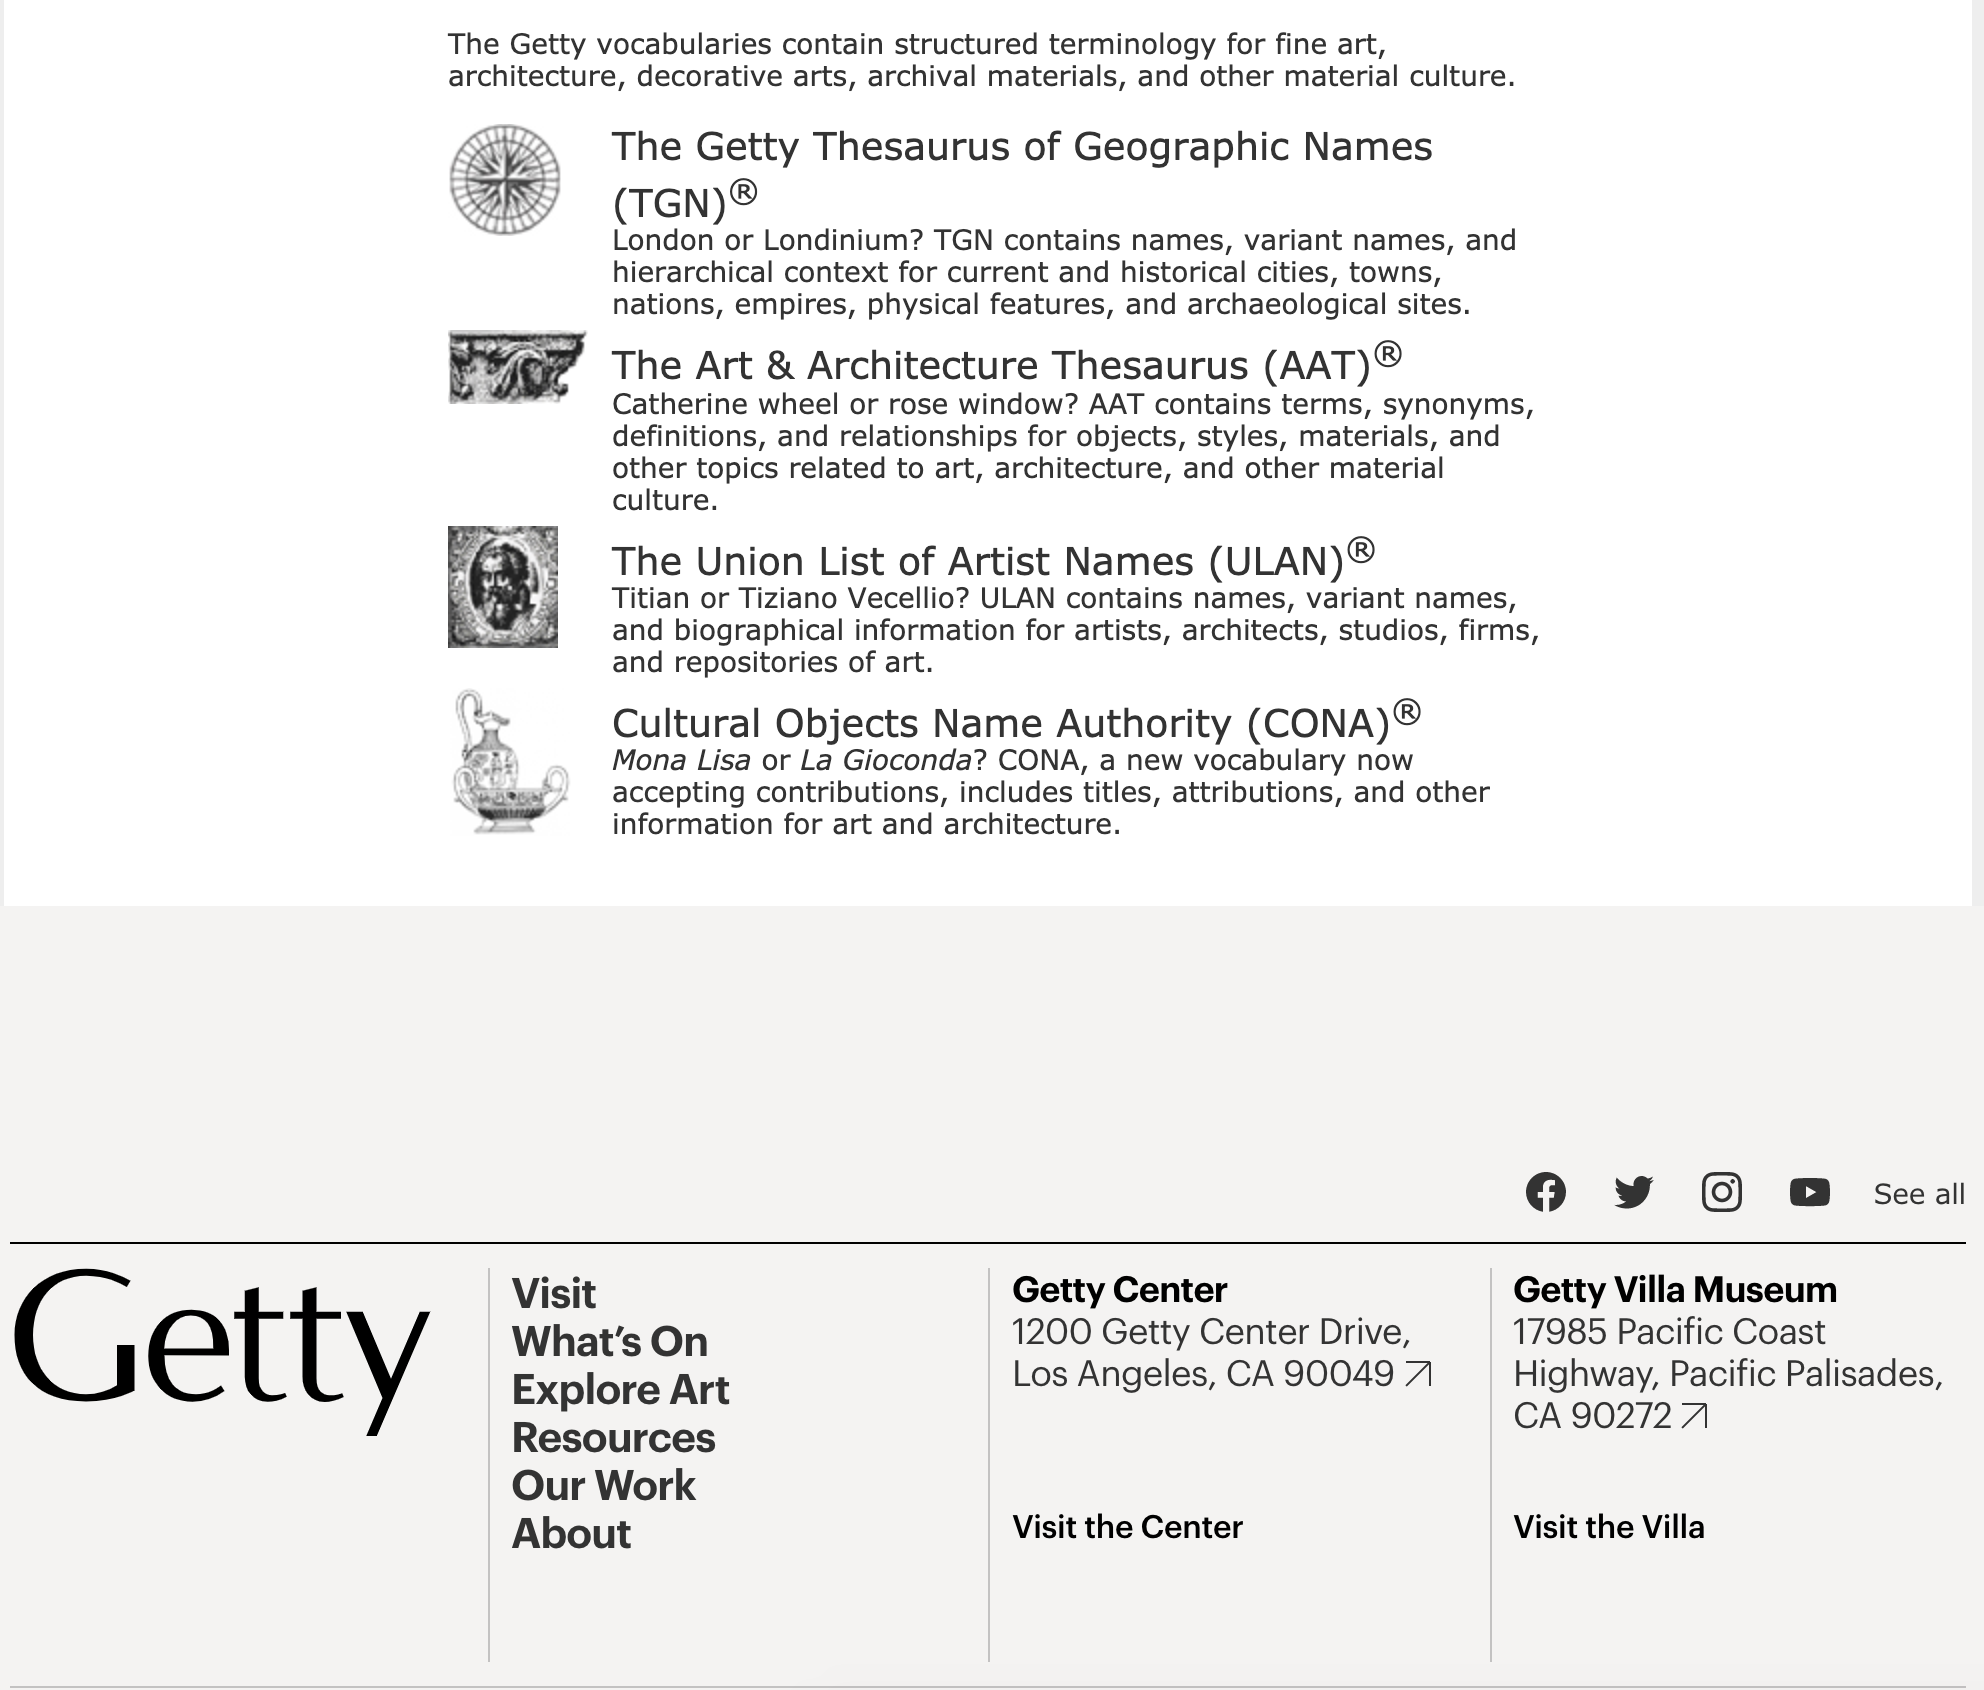 The Getty vocabularies contain structured terminology for fine art,
architecture, decorative arts, archival materials, and other material culture.
The Getty Thesaurus of Geographic Names
(TGN)®
London or Londinium? TGN contains names, variant names, and
hierarchical context for current and historical cities, towns,
nations, empires, physical features, and archaeological sites.
The Art & Architecture Thesaurus (AAT)®
Catherine wheel or rose window? AAT contains terms, synonyms,
definitions, and relationships for objects, styles, materials, and
other topics related to art, architecture, and other material
culture.
The Union List of Artist Names (ULAN)®
Titian or Tiziano Vecellio? ULAN contains names, variant names,
and biographical information for artists, architects, studios, firms,
and repositories of art.
Cultural Objects Name Authority (CONA)®
Mona Lisa or La Gioconda? CONA, a new vocabulary now
accepting contributions, includes titles, attributions, and other
information for art and architecture.
See all
Getty
Visit
What’s On
Explore Art
Resources
Our Work
About
Getty Center
1200 Getty Center Drive,
Los Angeles, CA 90049
Visit the Center
Getty Villa Museum
17985 Pacific Coast
Highway, Pacific Palisades,
CA 90272
Visit the Villa